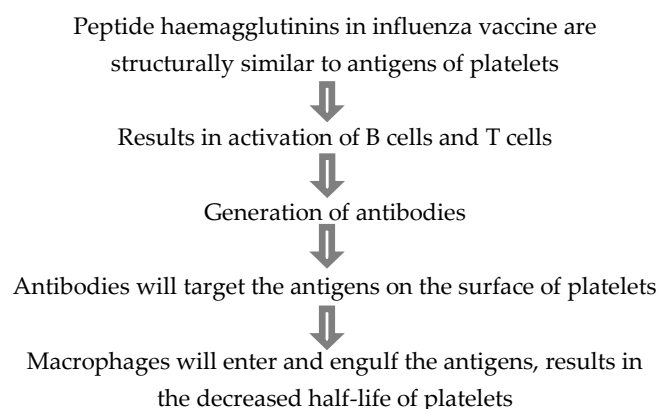 Peptide haemagglutinins in influenza vaccine are
structurally similar to antigens of platelets
Results in activation of B cells and T cells
Generation of antibodies
Antibodies will target the antigens on the surface of platelets
Macrophages will enter and engulf the antigens, results in
the decreased half-life of platelets